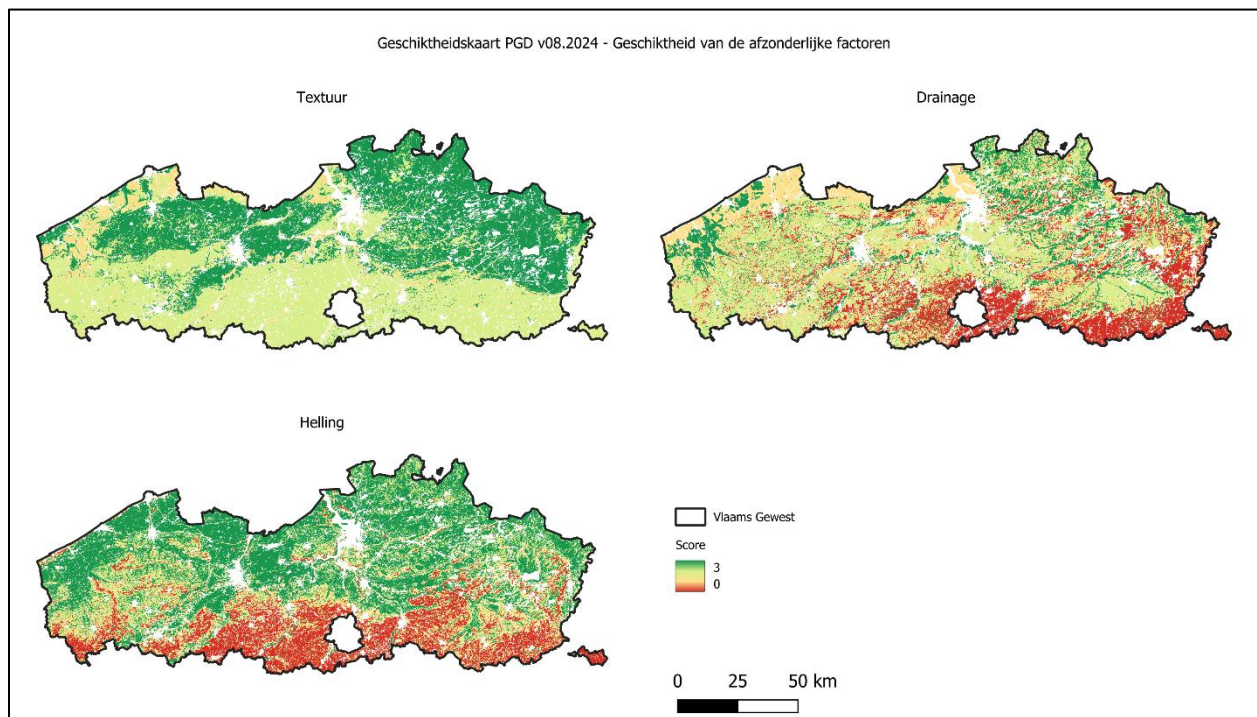 Geschiktheidskaart PGD v08.2024 - Geschiktheid van de afzonderlijke factoren
Textuur
Drainage
Helling
Vlaams Gewest
Score
3
0
0 25 50 km